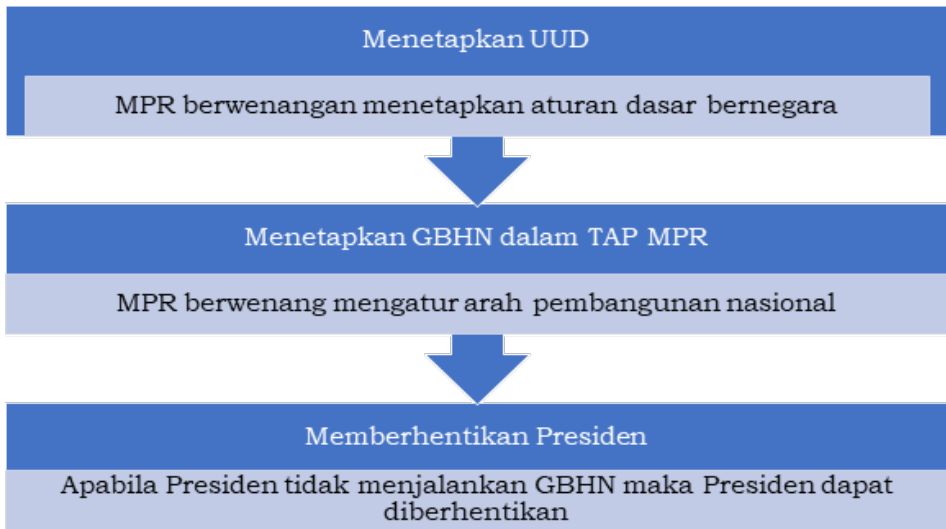 Menetapkan UUD
MPR berwenangan menetapkan aturan dasar bernegara
Menetapkan GBHN dalam TAP MPR
MPR berwenang mengatur arah pembangunan nasional
Memberhentikan Presiden
Apabila Presiden tidak menjalankan GBHN maka Presiden dapat
diberhentikan